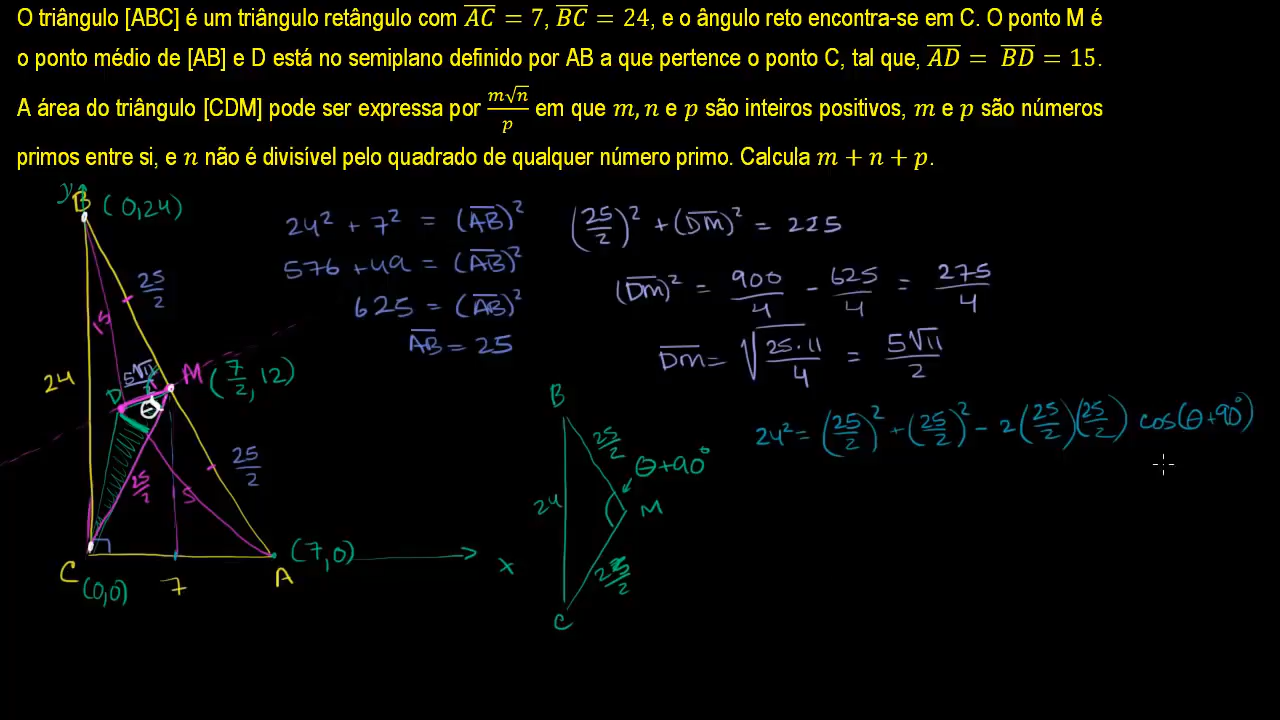 O triângulo [ABC] é um triângulo retângulo com AC = 7, BC = 24, e o ângulo reto encontra-se em C. O ponto M é
o ponto médio de [AB] e D está no semiplano definido por AB a que pertence o ponto C, tal que, AD = BD = 15.
A área do triângulo [CDM] pode ser expressa por m√n/p em que m, n e p são inteiros positivos, m e p são números
primos entre si, e n não é divisível pelo quadrado de qualquer número primo. Calcula m + n + p.
y
B (0,24)
25/2
15
24
5√11/2
M (7/2, 12)
D
θ
25/2
25/2
C
(0,0)
7
A
(7,0)
x
24² + 7² = (AB)²
576 + 49 = (AB)²
625 = (AB)²
AB = 25
(25/2)² + (DM)² = 225
(DM)² = 900/4 - 625/4 = 275/4
DM = √(25·11/4) = 5√11/2
B
25/2
θ+90°
24
M
25/2
C
24² = (25/2)² + (25/2)² - 2(25/2)(25/2) cos(θ+90°)